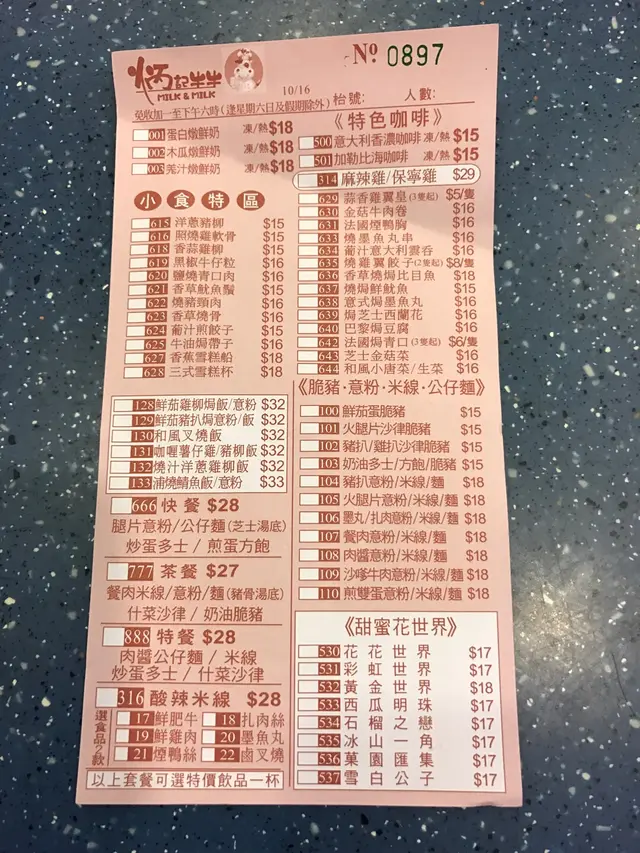 炳記牛牛
MILK & MILK
No 0897
10/16
枱號: 人數:
免收加一至下午六時(逢星期六日及假期除外)
001 蛋白燉鮮奶 凍/熱 $18
002 木瓜燉鮮奶 凍/熱 $18
003 羌汁燉鮮奶 凍/熱 $18
小食特區
615 洋蔥豬柳 $15
616 照燒雞軟骨 $15
618 香蒜雞柳 $15
619 黑椒牛仔粒 $16
620 鹽燒青口肉 $16
621 香草魷魚鬚 $15
622 燒豬頸肉 $16
623 香草燒骨 $16
624 葡汁煎餃子 $15
625 牛油焗帶子 $16
627 香蕉雪糕船 $18
628 三式雪糕杯 $18
128 鮮茄雞柳焗飯/意粉 $32
129 鮮茄豬扒焗意粉/飯 $32
130 和風叉燒飯 $32
131 咖喱薯仔雞/豬柳飯 $32
132 燒汁洋蔥雞柳飯 $32
133 浦燒鯖魚飯/意粉 $33
666 快餐 $28
腿片意粉/公仔麵(芝士湯底)
炒蛋多士/煎蛋方飽
777 茶餐 $27
餐肉米線/意粉/麵(豬骨湯底)
什菜沙律/奶油脆豬
888 特餐 $28
肉醬公仔麵/米線
炒蛋多士/什菜沙律
316 酸辣米線 $28
選食品2款
17 鮮肥牛 18 扎肉絲
19 鮮雞肉 20 墨魚丸
21 煙鴨絲 22 鹵叉燒
以上套餐可選特價飲品一杯
《特色咖啡》
500 意大利香濃咖啡 凍/熱 $15
501 加勒比海咖啡 凍/熱 $15
314 麻辣雞/保寧雞 $29
629 蒜香雞翼皇(3隻起) $5/隻
630 金菇牛肉卷 $16
631 法國煙鴨胸 $16
633 燒墨魚丸串 $16
634 葡汁意大利雲吞 $16
635 燒雞翼餃子(2隻起) $8/隻
636 香草燒焗比目魚 $18
637 燒焗鮮魷魚 $15
638 意式焗墨魚丸 $16
639 焗芝士西蘭花 $16
640 巴黎焗豆腐 $16
642 法國焗青口(3隻起) $6/隻
643 芝士金菇菜 $16
644 和風小唐菜/生菜 $16
《脆豬·意粉·米線·公仔麵》
100 鮮茄蛋脆豬 $15
101 火腿片沙律脆豬 $15
102 豬扒/雞扒沙律脆豬 $15
103 奶油多士/方飽/脆豬 $15
104 豬扒意粉/米線/麵 $18
105 火腿片意粉/米線/麵 $18
106 墨丸/扎肉意粉/米線/麵 $18
107 餐肉意粉/米線/麵 $18
108 肉醬意粉/米線/麵 $18
109 沙嗲牛肉意粉/米線/麵 $18
110 煎雙蛋意粉/米線/麵 $18
《甜蜜花世界》
530 花花世界 $17
531 彩虹世界 $17
532 黃金世界 $18
533 西瓜明珠 $17
534 石榴之戀 $17
535 冰山一角 $17
536 菓園匯集 $17
537 雪白公子 $17